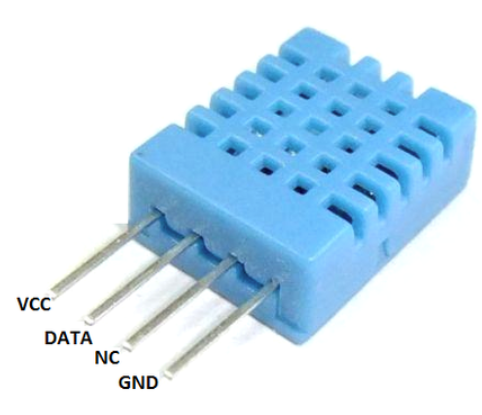 VCC
DATA
NC
GND